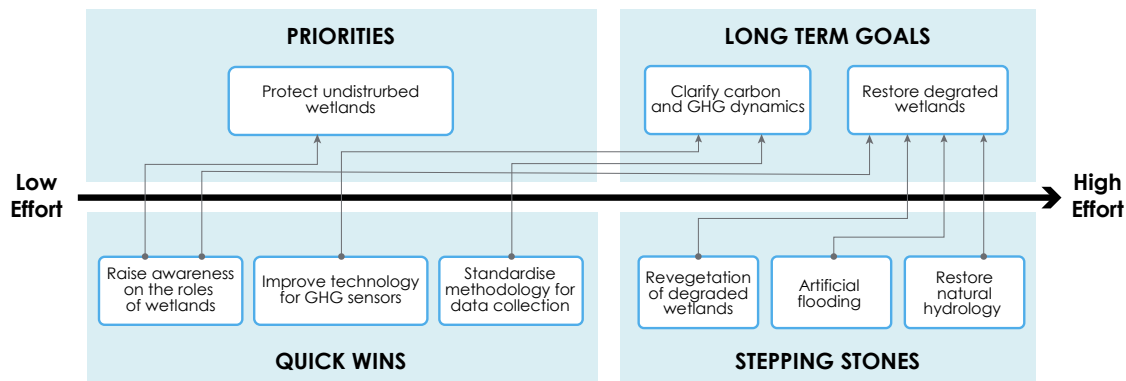 PRIORITIES
LONG TERM GOALS
Protect undisturbed
wetlands
Clarify carbon
and GHG dynamics
Restore degrated
wetlands
Low
Effort
High
Effort
Raise awareness
on the roles
of wetlands
Improve technology
for GHG sensors
Standardise
methodology for
data collection
Revegetation
of degraded
wetlands
Artificial
flooding
Restore
natural
hydrology
QUICK WINS
STEPPING STONES